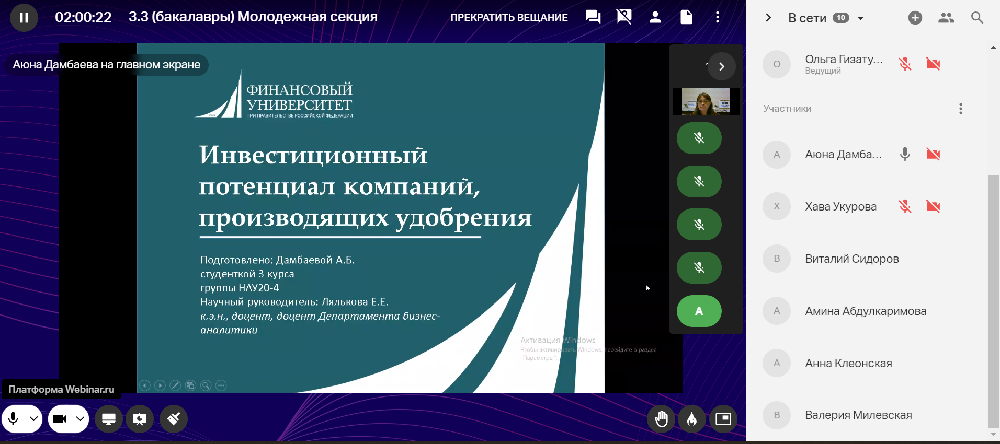 02:00:22
3.3 (бакалавры) Молодежная секция
ПРЕКРАТИТЬ ВЕЩАНИЕ
Аюна Дамбаева на главном экране
1919
ФИНАНСОВЫЙ
УНИВЕРСИТЕТ
ПРИ ПРАВИТЕЛЬСТВЕ РОССИЙСКОЙ ФЕДЕРАЦИИ
Инвестиционный
потенциал компаний,
производящих удобрения
Подготовлено: Дамбаевой А.Б.
студенткой 3 курса
группы НАУ20-4
Научный руководитель: Лялькова Е.Е.
к.э.н., доцент, доцент Департамента бизнес-
аналитики
Активация Windows
Чтобы активировать Windows, перейдите в раздел
"Параметры".
Платформа Webinar.ru
A
В сети 10
О
Ольга Гизату...
Ведущий
Участники
А
Аюна Дамба...
Х
Хава Укурова
В
Виталий Сидоров
А
Амина Абдулкаримова
А
Анна Клеонская
В
Валерия Милевская